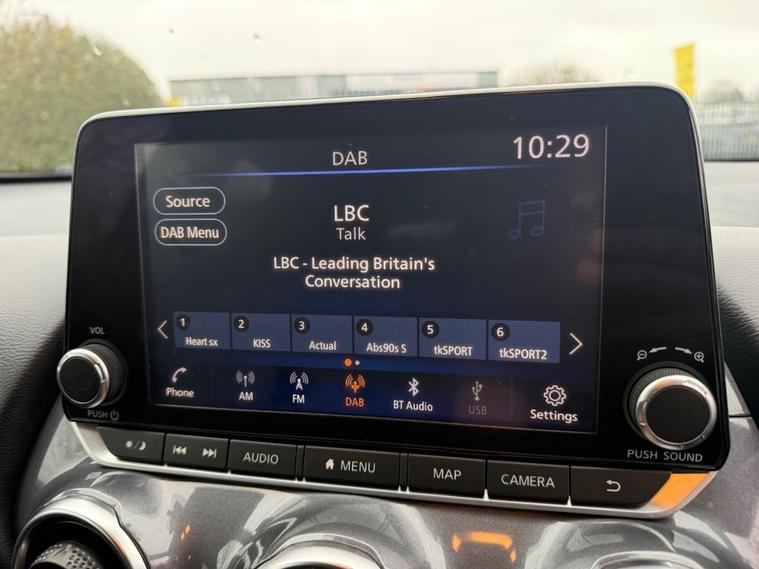 DAB
10:29
Source
LBC
Talk
DAB Menu
LBC - Leading Britain's
Conversation
1
Heart sx
2
KISS
3
Actual
4
Abs90s S
5
tkSPORT
6
tkSPORT2
Phone
AM
FM
DAB
BT Audio
USB
Settings
VOL
PUSH
PUSH SOUND
AUDIO
MENU
MAP
CAMERA